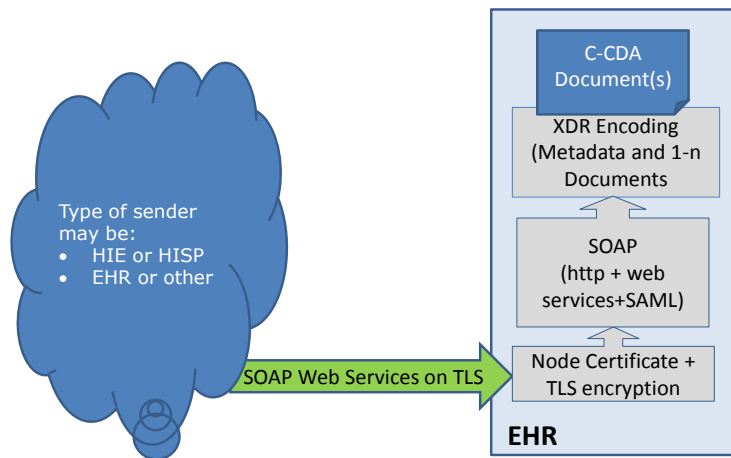 Type of sender
may be:
• HIE or HISP
• EHR or other
SOAP Web Services on TLS
C-CDA
Document(s)
XDR Encoding
(Metadata and 1-n
Documents
SOAP
(http + web
services+SAML)
Node Certificate +
TLS encryption
EHR